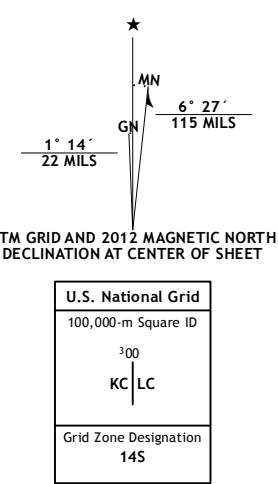 MN
6° 27´
115 MILS
GN
1° 14´
22 MILS
TM GRID AND 2012 MAGNETIC NORTH
DECLINATION AT CENTER OF SHEET
U.S. National Grid
100,000-m Square ID
³00
KC LC
Grid Zone Designation
14S